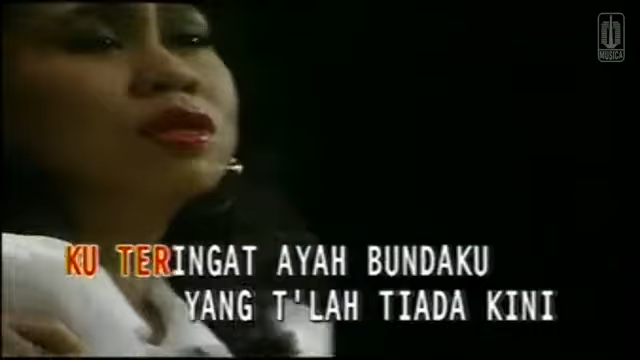 MUSICA
KU TERINGAT AYAH BUNDAKU
YANG T'LAH TIADA KINI